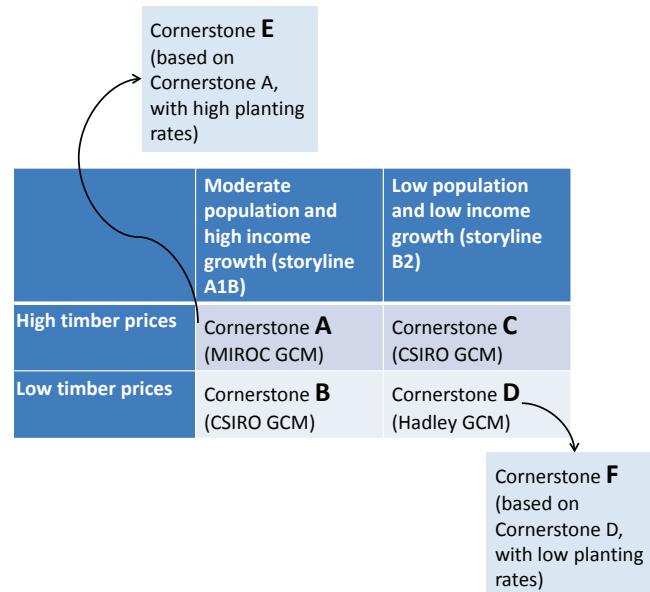 Cornerstone E
(based on
Cornerstone A,
with high planting
rates)
Moderate
population and
high income
growth (storyline
A1B)
Low population
and low income
growth (storyline
B2)
High timber prices
Cornerstone A
(MIROC GCM)
Cornerstone C
(CSIRO GCM)
Low timber prices
Cornerstone B
(CSIRO GCM)
Cornerstone D
(Hadley GCM)
Cornerstone F
(based on
Cornerstone D,
with low planting
rates)